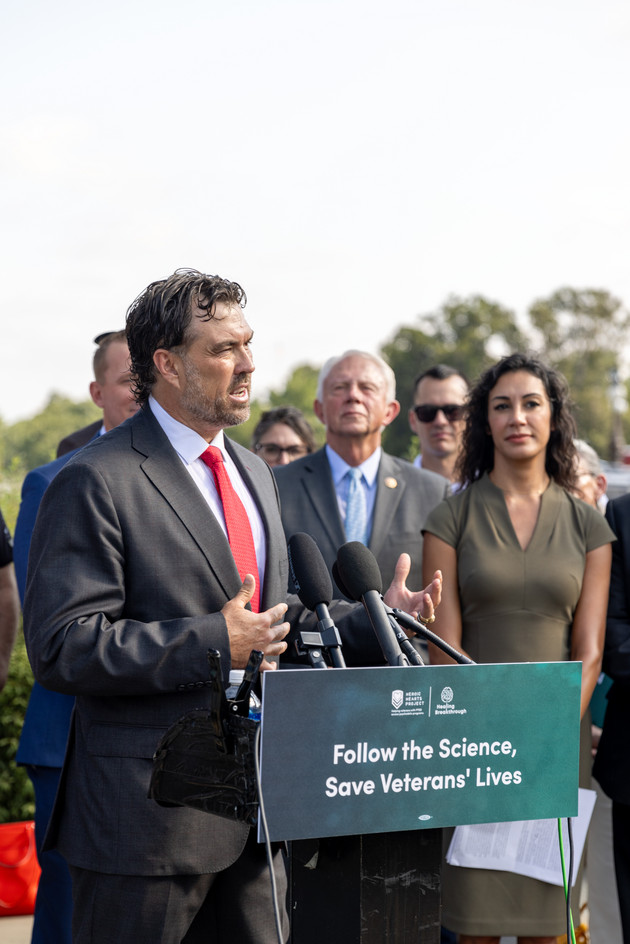 HEROIC
HEARTS
PROJECT
Healing
Breakthrough
Follow the Science,
Save Veterans' Lives